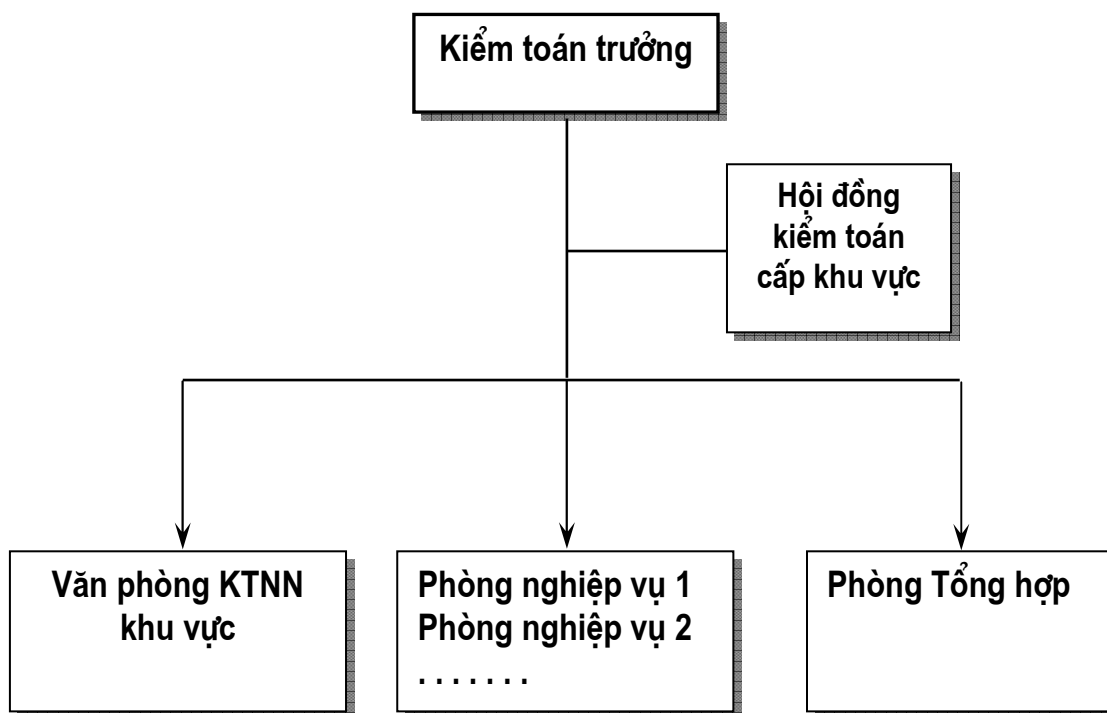 Kiểm toán trưởng
Hội đồng
kiểm toán
cấp khu vực
Văn phòng KTNN
khu vực
Phòng nghiệp vụ 1
Phòng nghiệp vụ 2
. . . . . . .
Phòng Tổng hợp